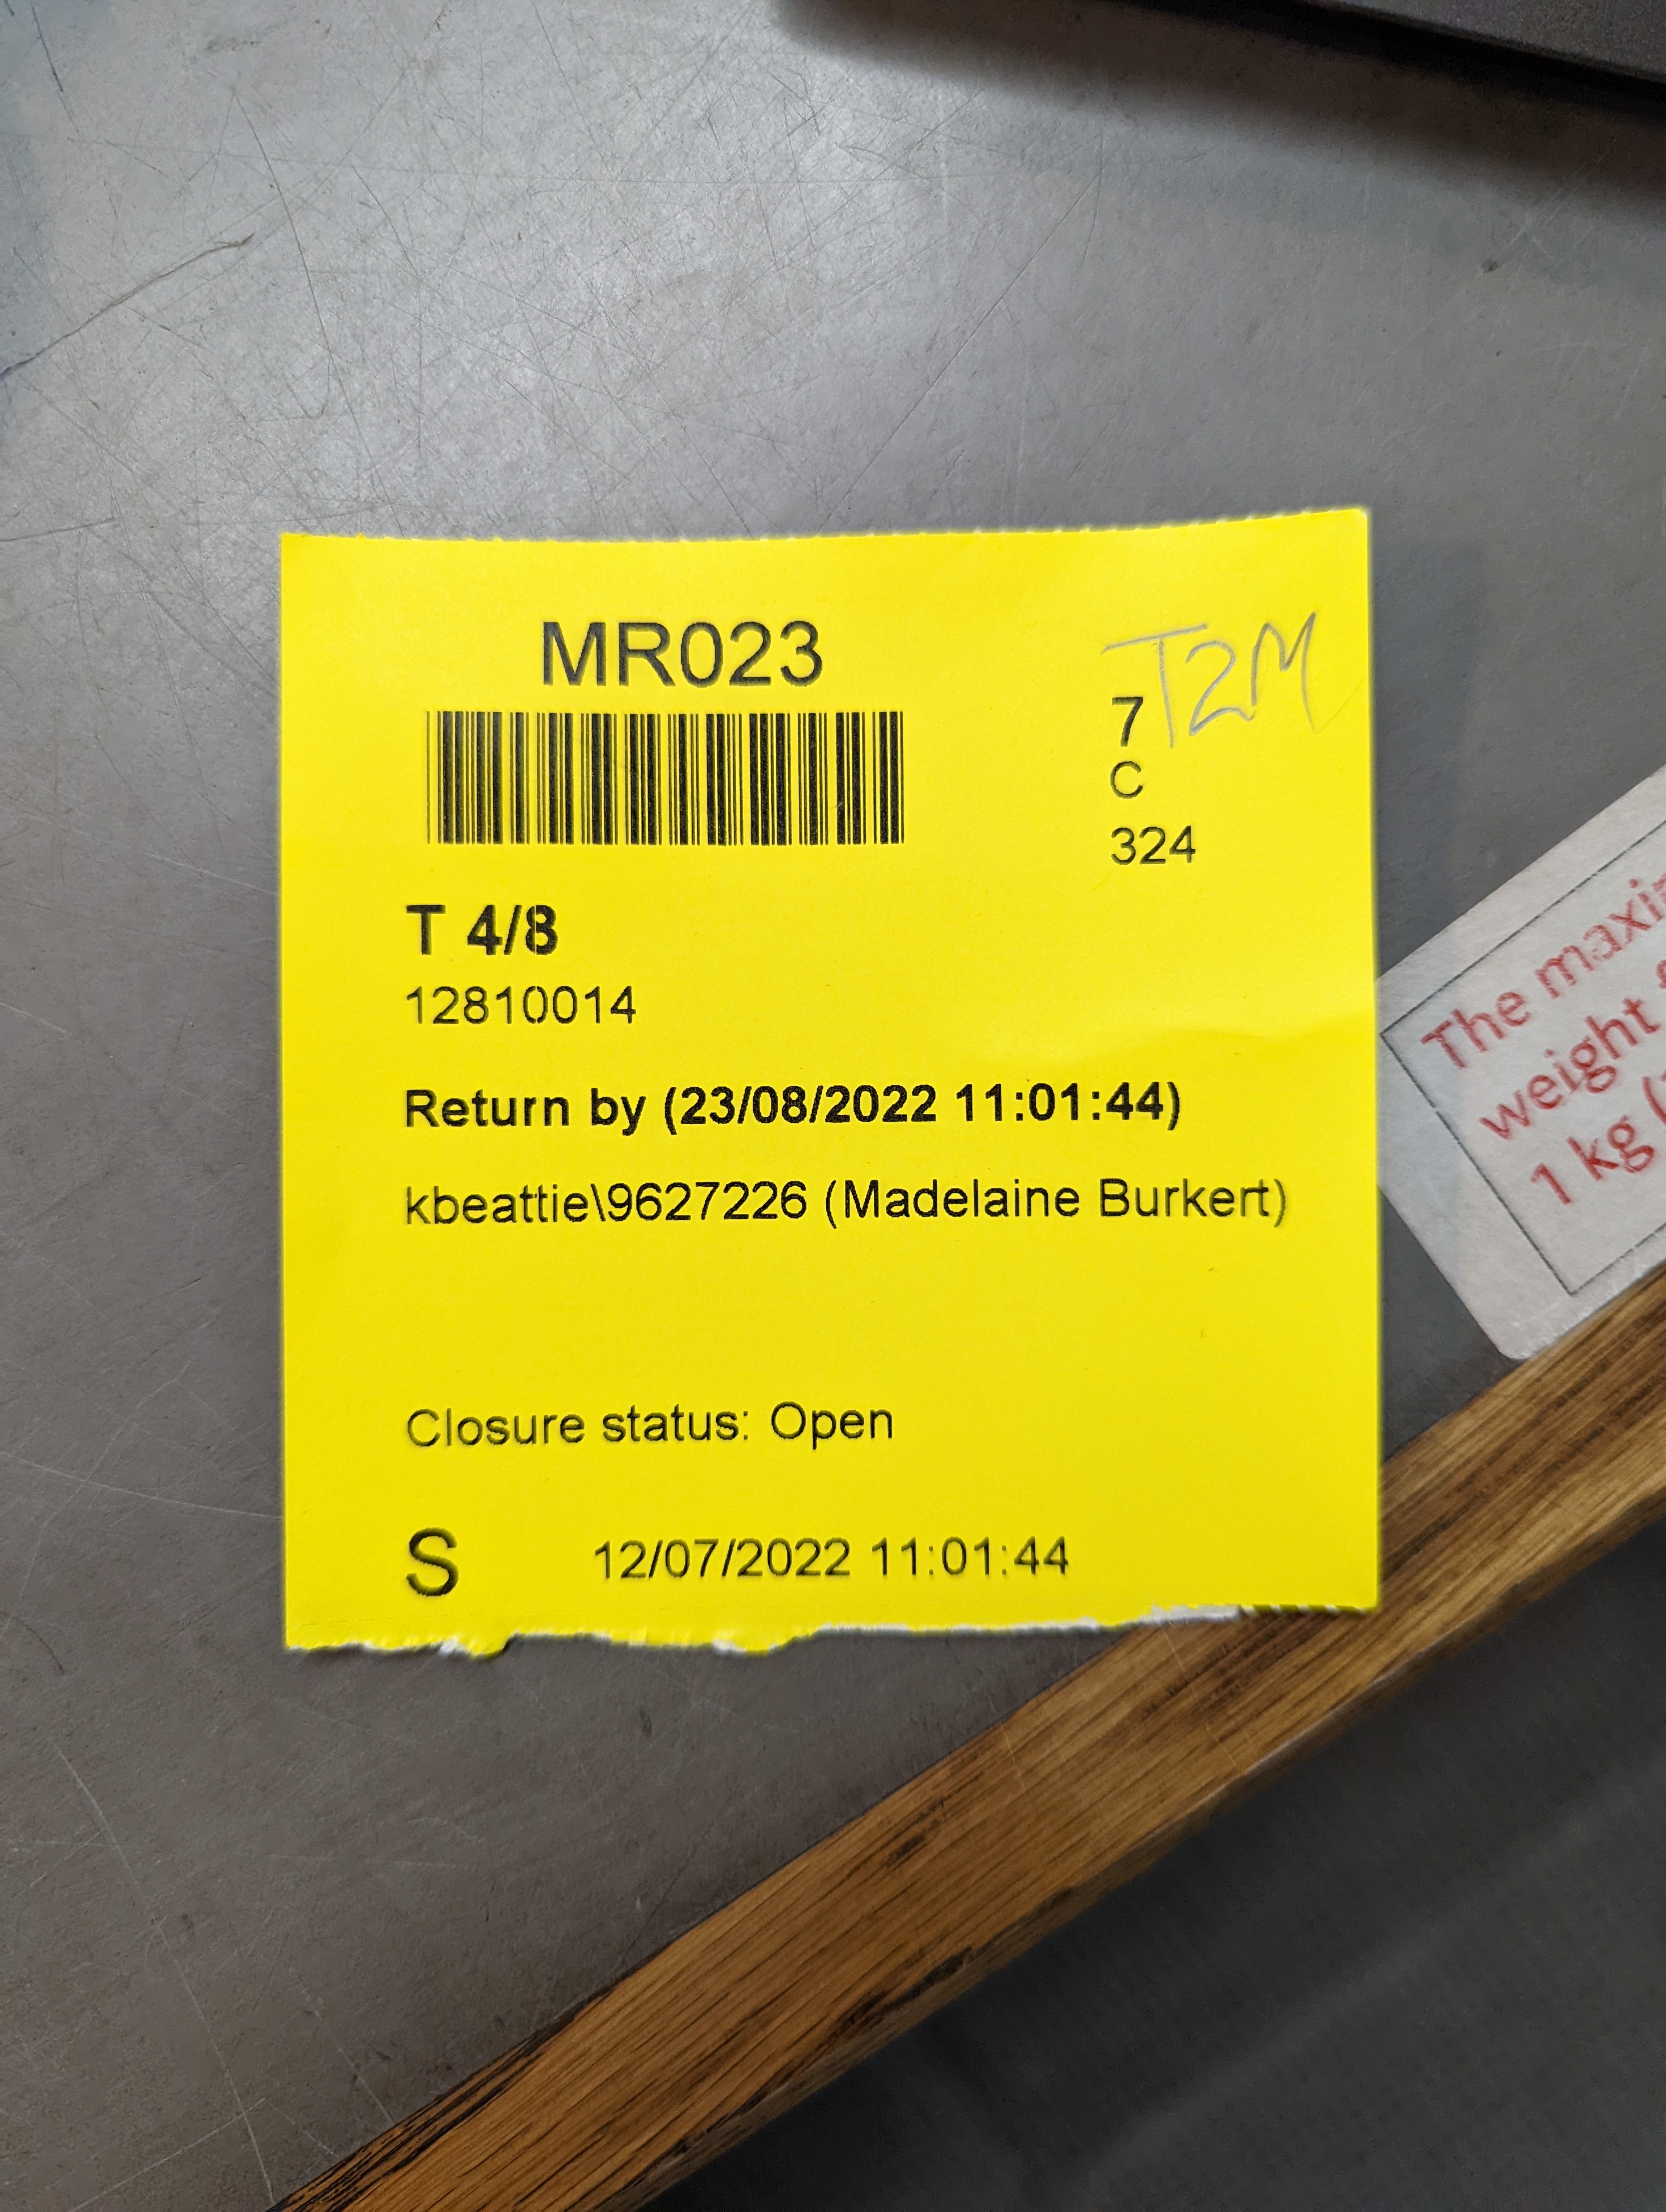 MR023
T2M
7
C
324
T 4/8
12810014
Return by (23/08/2022 11:01:44)
kbeattie\9627226 (Madelaine Burkert)
Closure status: Open
S 12/07/2022 11:01:44
The
weight
1 kg